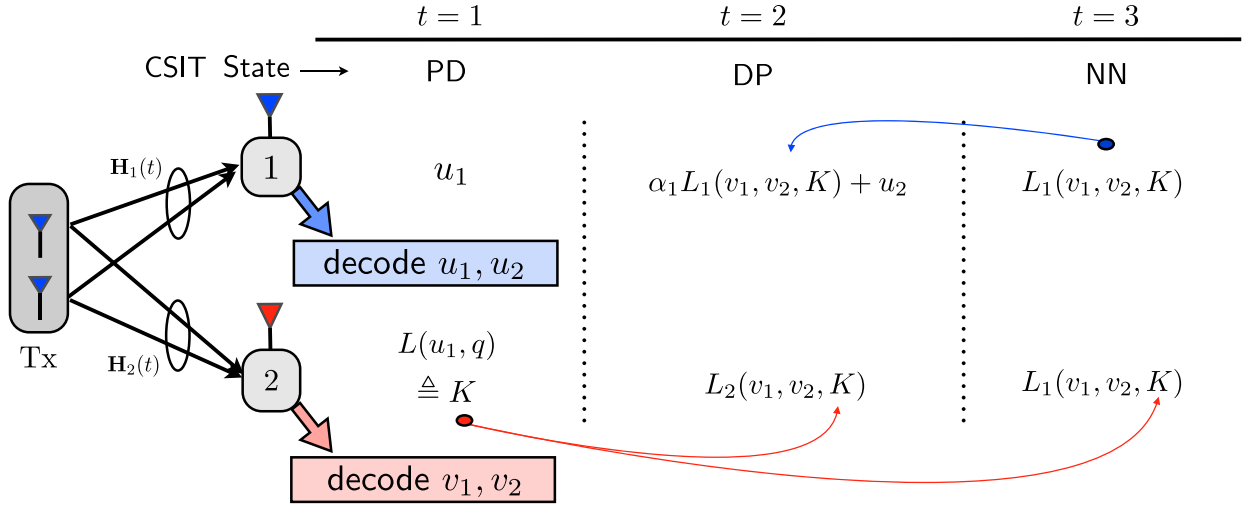 t = 1 t = 2 t = 3
CSIT State PD DP NN
H₁(t) 1 u₁ α₁L₁(v₁, v₂, K) + u₂ L₁(v₁, v₂, K)
decode u₁, u₂
Tx H₂(t) 2 L(u₁, q) L₂(v₁, v₂, K) L₁(v₁, v₂, K)
≜ K
decode v₁, v₂